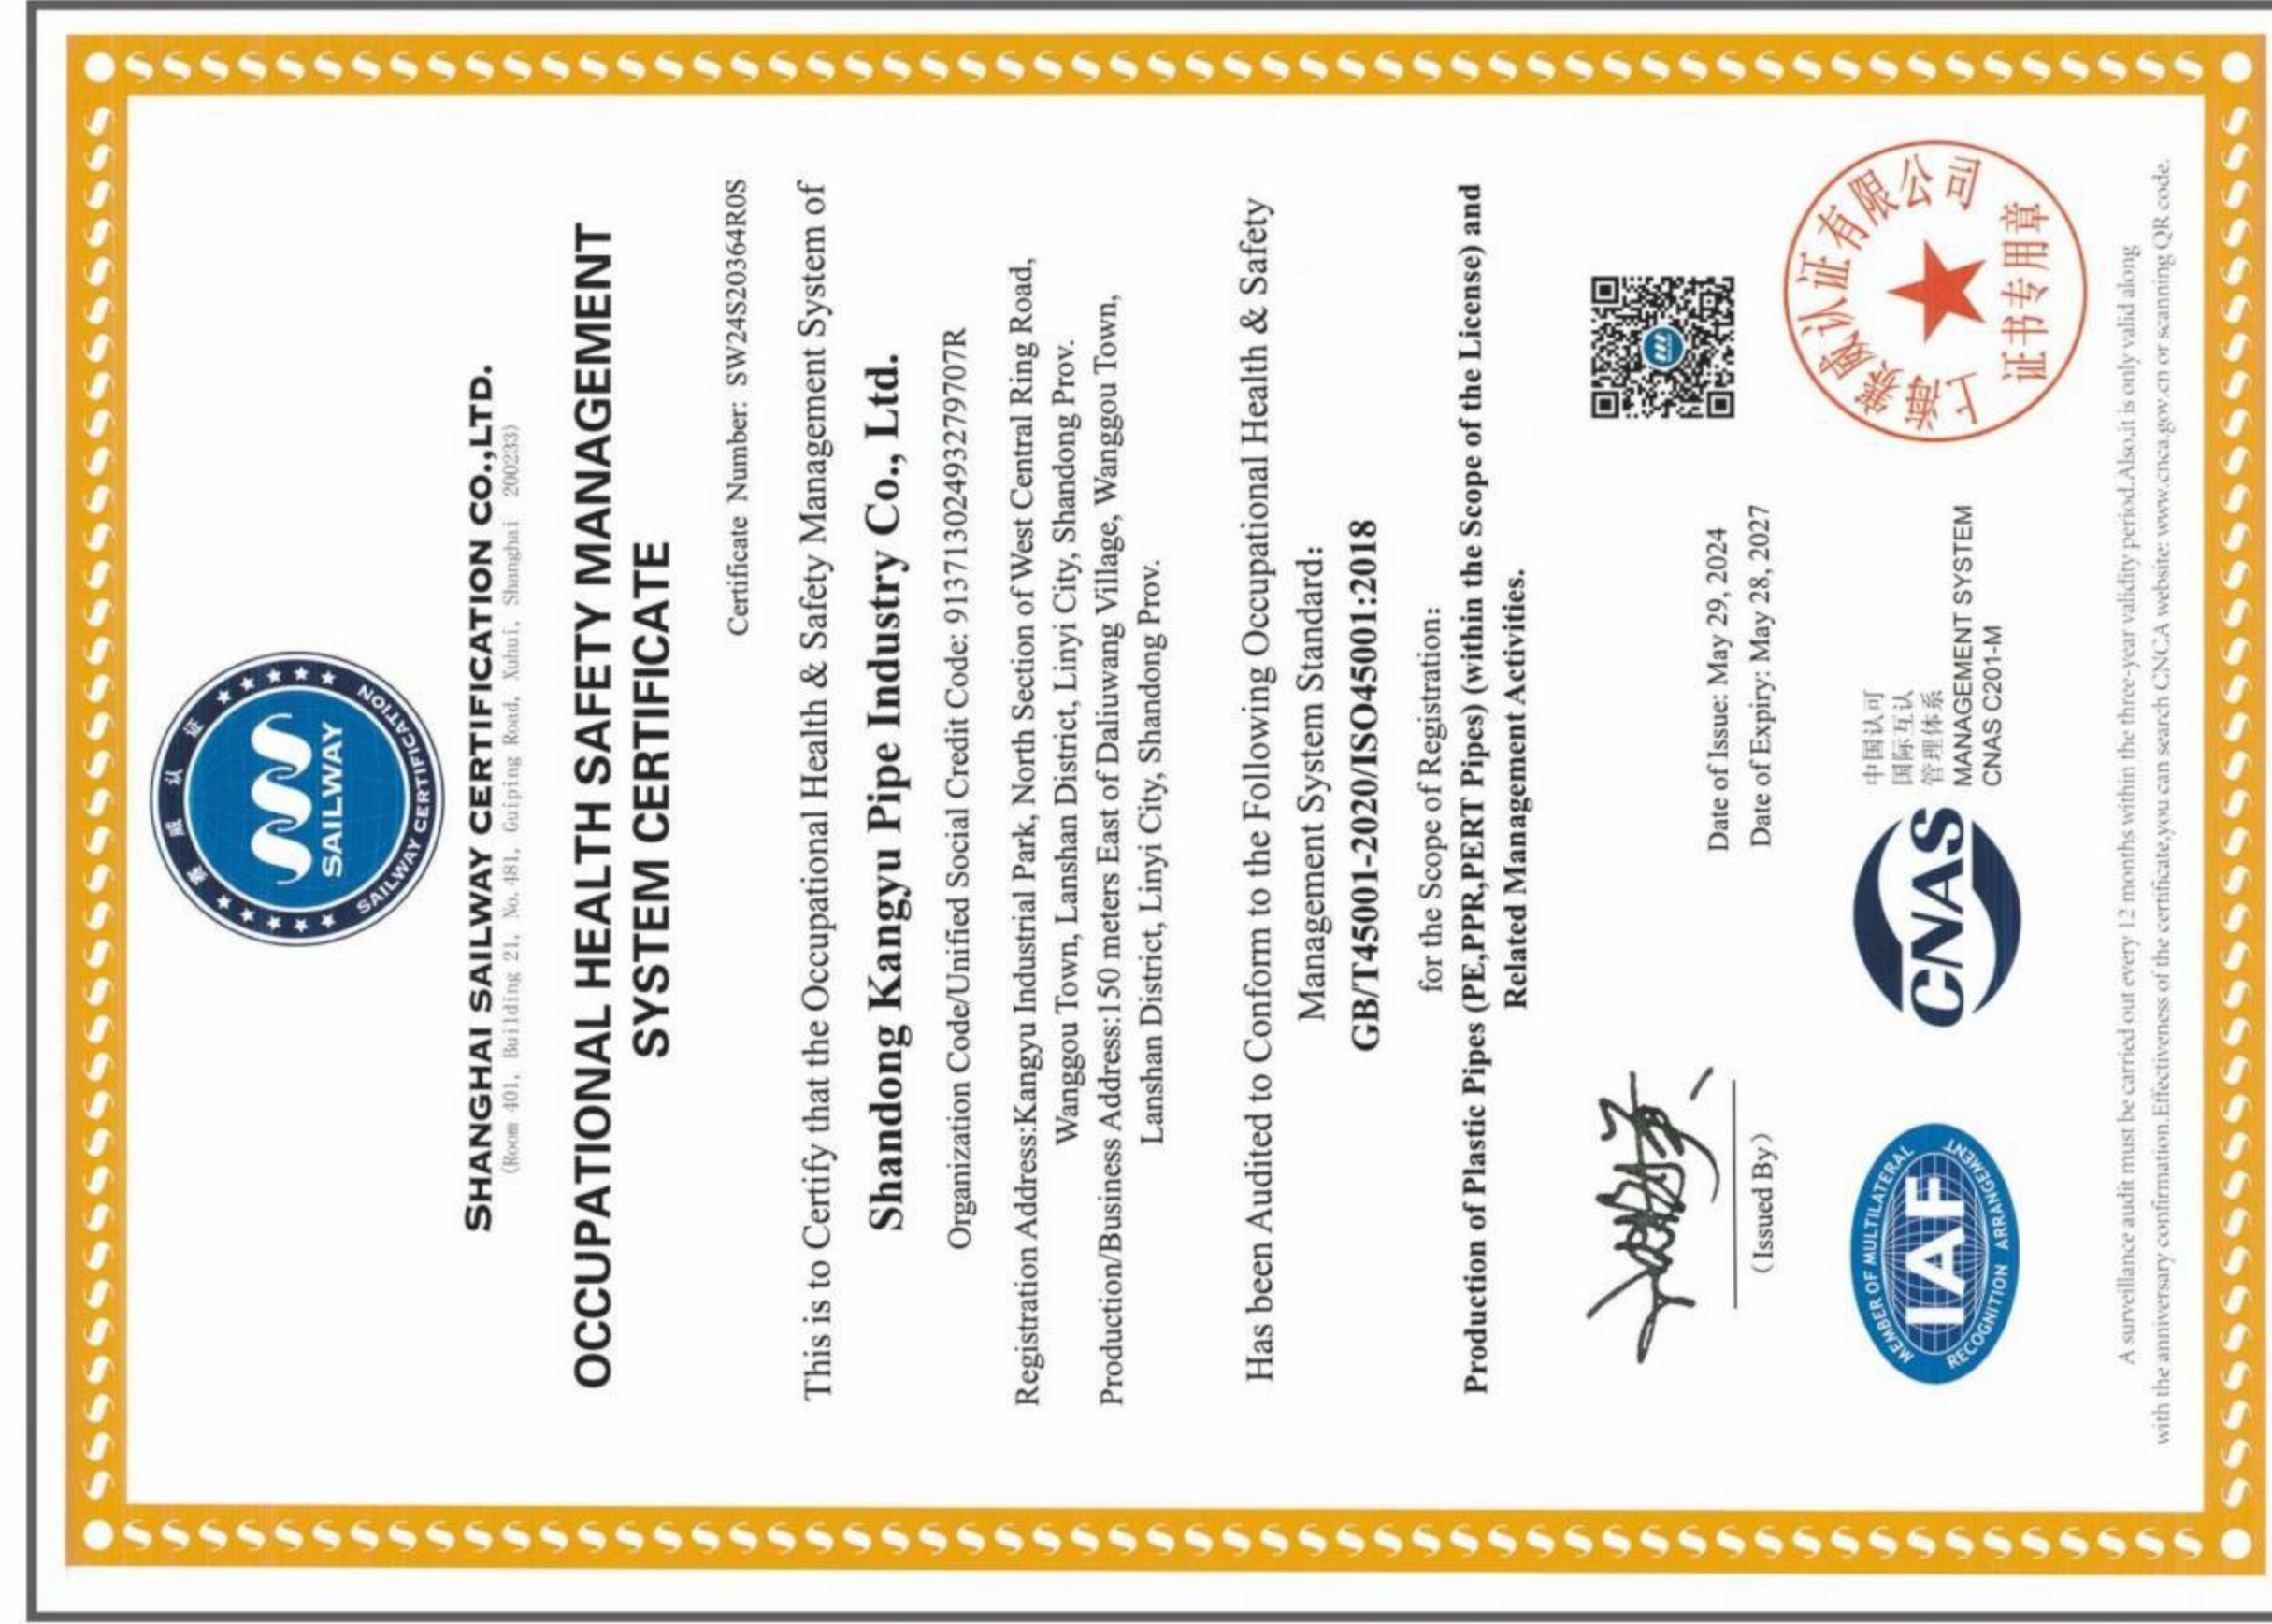 赛威认证
SAILWAY
SAILWAY CERTIFICATION
SHANGHAI SAILWAY CERTIFICATION CO.,LTD.
(Room 401, Building 21, No. 481, Guiping Road, Xuhui, Shanghai 200233)
OCCUPATIONAL HEALTH SAFETY MANAGEMENT
SYSTEM CERTIFICATE
Certificate Number: SW24S20364R0S
This is to Certify that the Occupational Health & Safety Management System of
Shandong Kangyu Pipe Industry Co., Ltd.
Organization Code/Unified Social Credit Code: 91371302493279707R
Registration Address:Kangyu Industrial Park, North Section of West Central Ring Road,
Wanggou Town, Lanshan District, Linyi City, Shandong Prov.
Production/Business Address:150 meters East of Daliuwang Village, Wanggou Town,
Lanshan District, Linyi City, Shandong Prov.
Has been Audited to Conform to the Following Occupational Health & Safety
Management System Standard:
GB/T45001-2020/ISO45001:2018
for the Scope of Registration:
Production of Plastic Pipes (PE,PPR,PERT Pipes) (within the Scope of the License) and
Related Management Activities.
(Issued By)
Date of Issue: May 29, 2024
Date of Expiry: May 28, 2027
MEMBER OF MULTILATERAL
IAF
RECOGNITION ARRANGEMENT
CNAS
中国认可
国际互认
管理体系
MANAGEMENT SYSTEM
CNAS C201-M
上海赛威认证有限公司
证书专用章
A surveillance audit must be carried out every 12 months within the three-year validity period.Also,it is only valid along
with the anniversary confirmation.Effectiveness of the certificate,you can search CNCA website: www.cnca.gov.cn or scanning QR code.